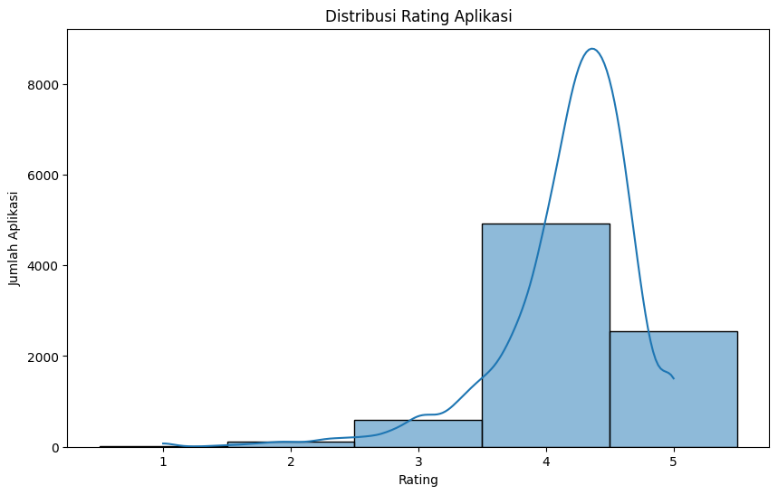 Distribusi Rating Aplikasi
Jumlah Aplikasi
8000
6000
4000
2000
0
1 2 3 4 5
Rating